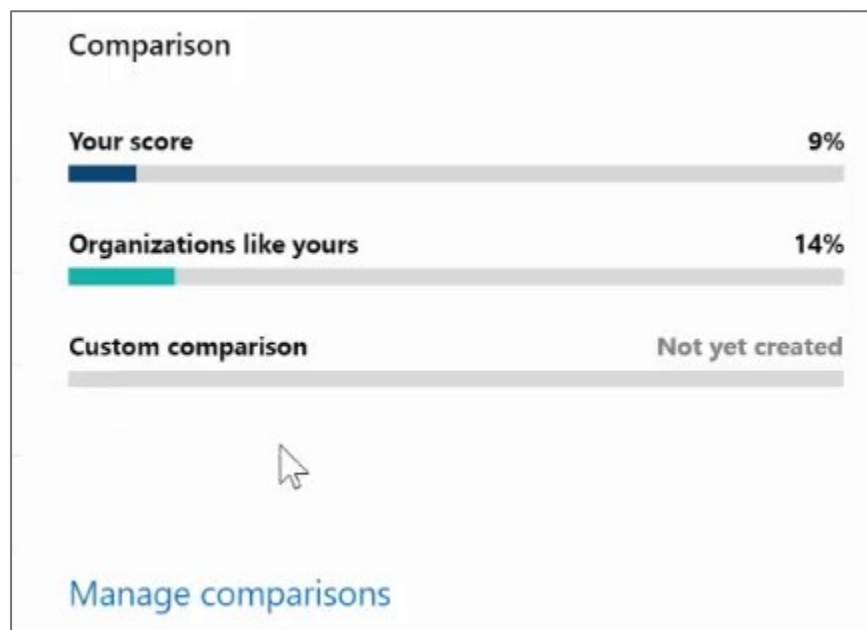 Comparison
Your score 9%
Organizations like yours 14%
Custom comparison Not yet created
Manage comparisons